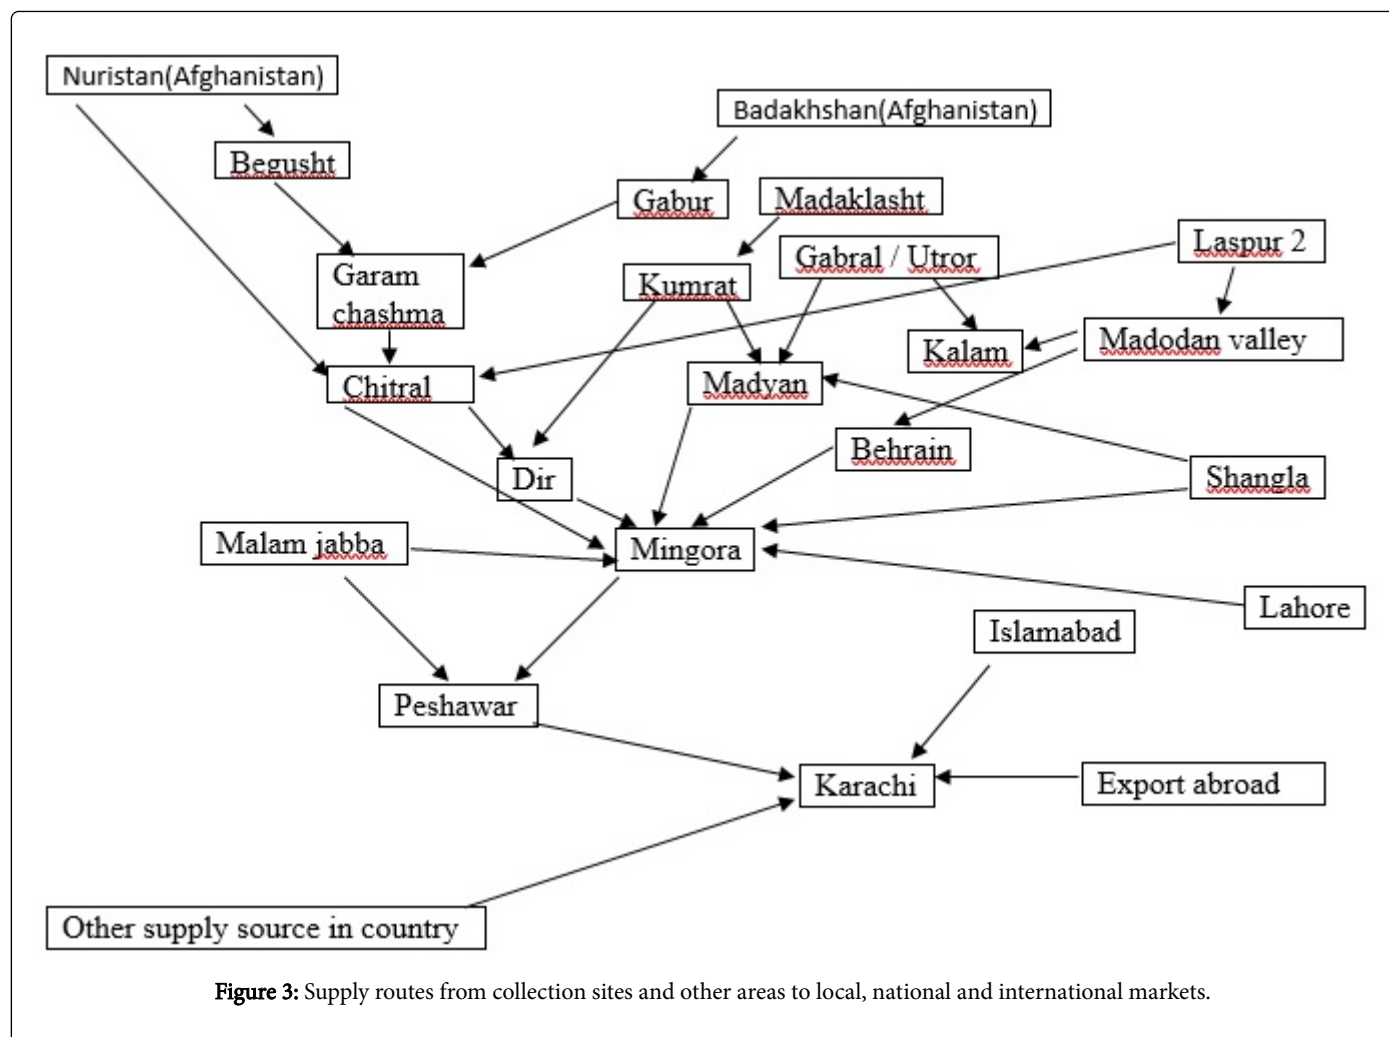 Nuristan(Afghanistan)
Badakhshan(Afghanistan)
Begusht
Gabur
Madaklasht
Laspur 2
Gabral / Utror
Garam
chashma
Kumrat
Kalam
Madodan valley
Chitral
Madyan
Behrain
Dir
Shangla
Malam jabba
Mingora
Lahore
Islamabad
Peshawar
Karachi
Export abroad
Other supply source in country
Figure 3: Supply routes from collection sites and other areas to local, national and international markets.